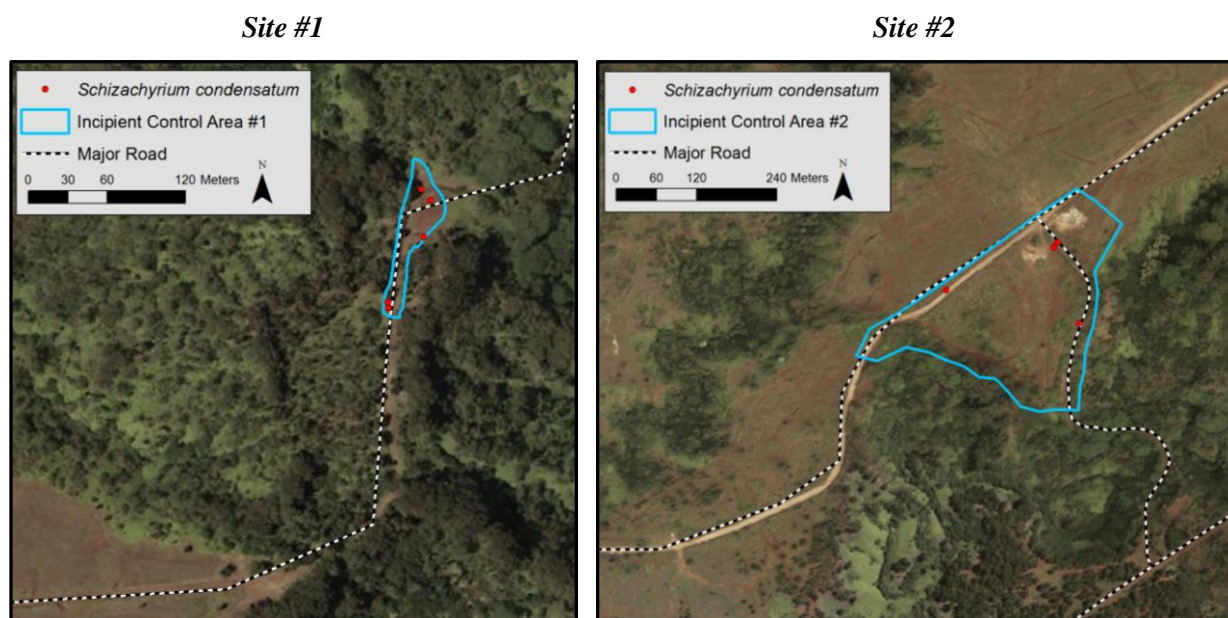 Site #1
Schizachyrium condensatum
Incipient Control Area #1
Major Road
N
0 30 60 120 Meters
Site #2
Schizachyrium condensatum
Incipient Control Area #2
Major Road
N
0 60 120 240 Meters